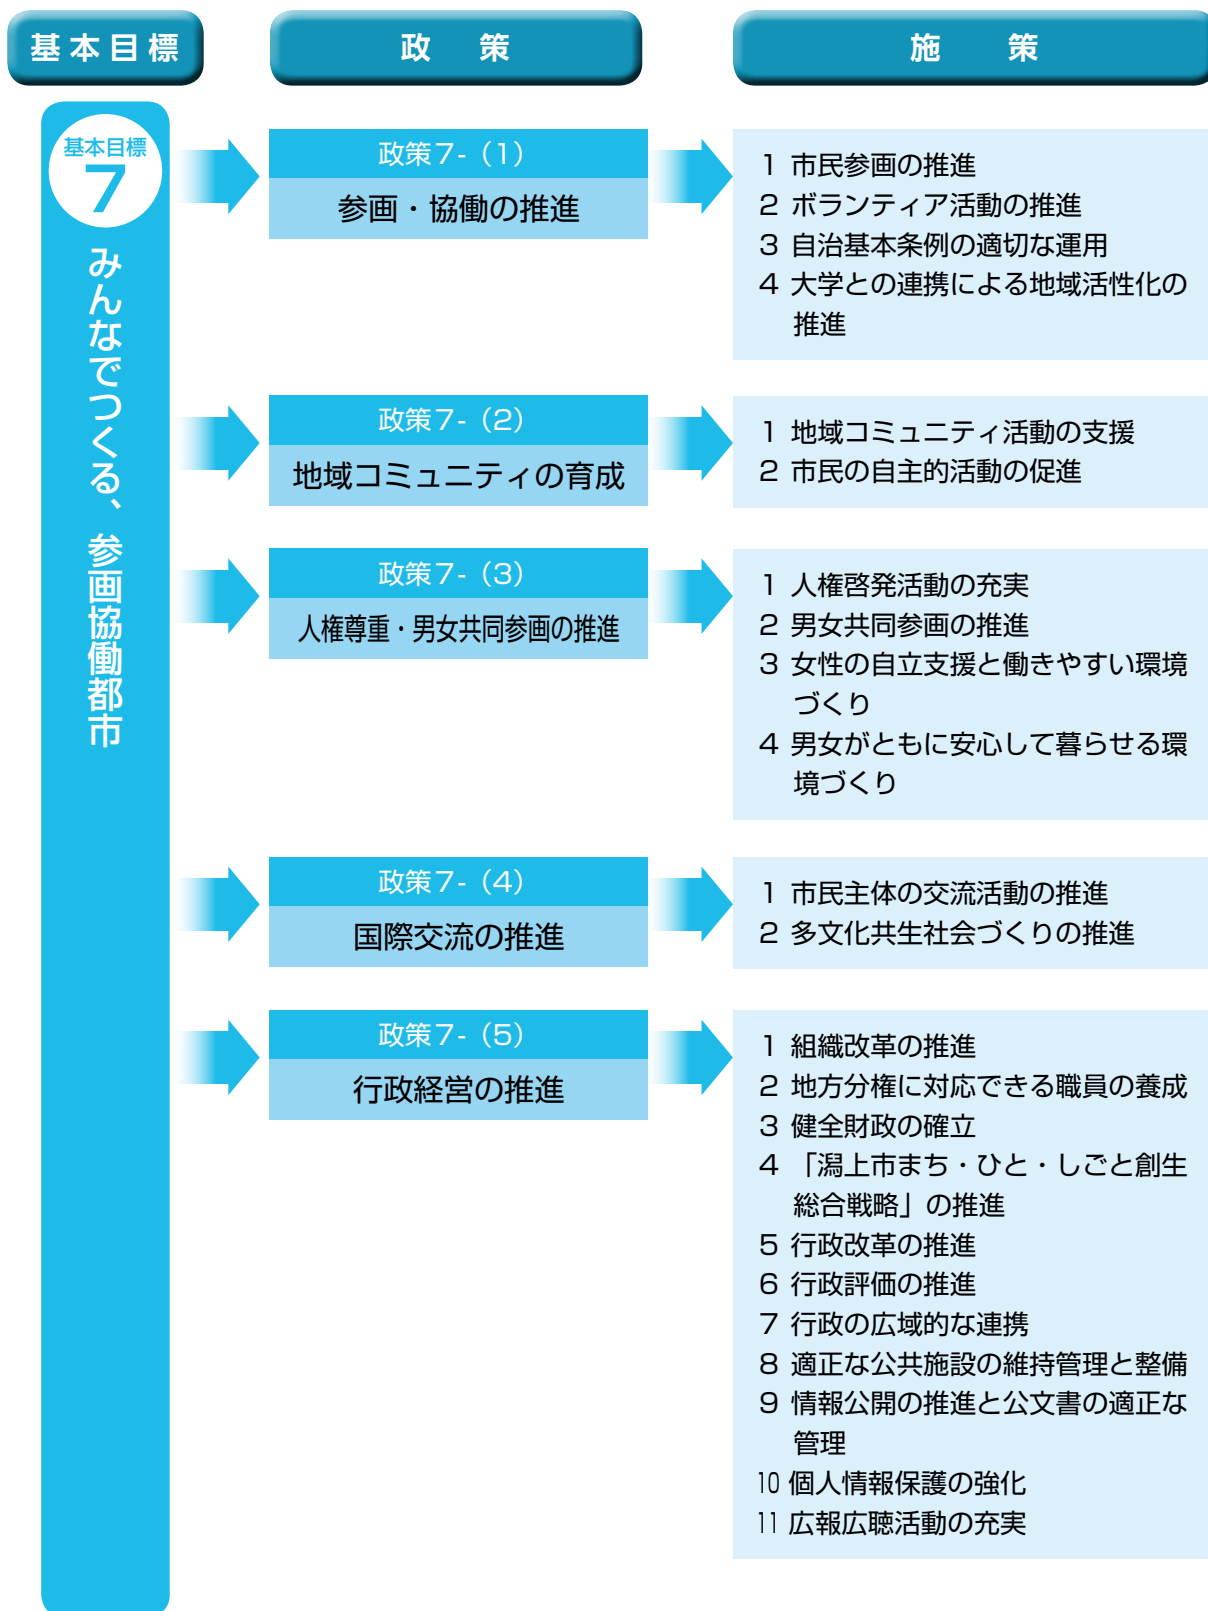 基本目標
政策
施策
基本目標
7
みんなでつくる、参画協働都市
政策7-（1）
参画・協働の推進
1 市民参画の推進
2 ボランティア活動の推進
3 自治基本条例の適切な運用
4 大学との連携による地域活性化の
推進
政策7-（2）
地域コミュニティの育成
1 地域コミュニティ活動の支援
2 市民の自主的活動の促進
政策7-（3）
人権尊重・男女共同参画の推進
1 人権啓発活動の充実
2 男女共同参画の推進
3 女性の自立支援と働きやすい環境
づくり
4 男女がともに安心して暮らせる環
境づくり
政策7-（4）
国際交流の推進
1 市民主体の交流活動の推進
2 多文化共生社会づくりの推進
政策7-（5）
行政経営の推進
1 組織改革の推進
2 地方分権に対応できる職員の養成
3 健全財政の確立
4 「潟上市まち・ひと・しごと創生
総合戦略」の推進
5 行政改革の推進
6 行政評価の推進
7 行政の広域的な連携
8 適正な公共施設の維持管理と整備
9 情報公開の推進と公文書の適正な
管理
10 個人情報保護の強化
11 広報広聴活動の充実